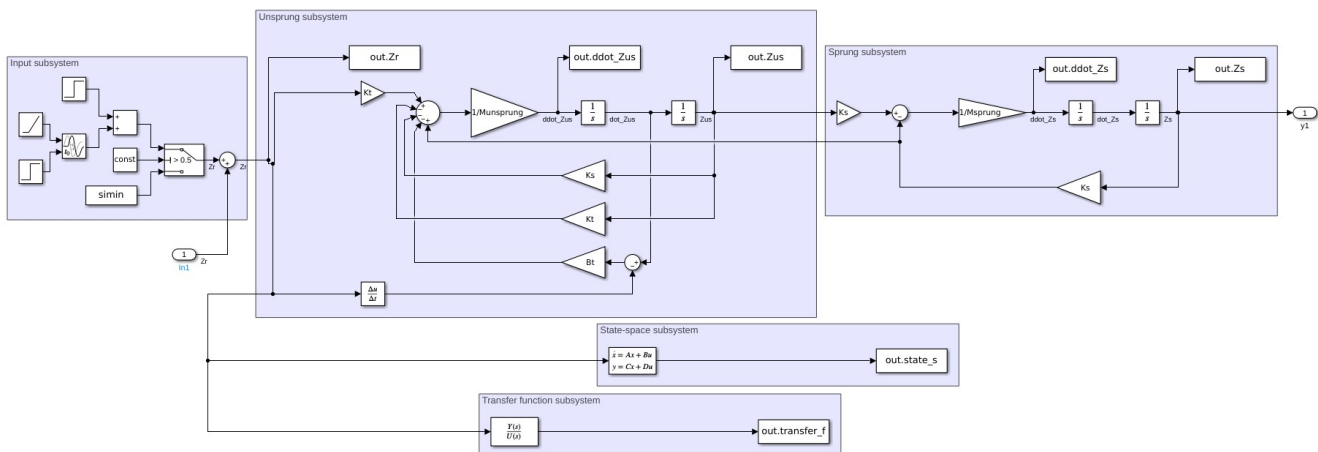 Unsprung subsystem
Input subsystem
Sprung subsystem
out.Zr
out.ddot_Zus
out.Zus
out.ddot_Zs
out.Zs
Kt
1/Munsprung
ddot_Zus
1
s
dot_Zus
1
s
Zus
Ks
1/Msprung
ddot_Zs
1
s
dot_Zs
1
s
Zs
1
y1
const
> 0.5
Zr
Zr
simin
Ks
Ks
Kt
1
In1
Zr
Bt
Δu
Δt
State-space subsystem
ẋ = Ax + Bu
y = Cx + Du
out.state_s
Transfer function subsystem
Y(s)
U(s)
out.transfer_f